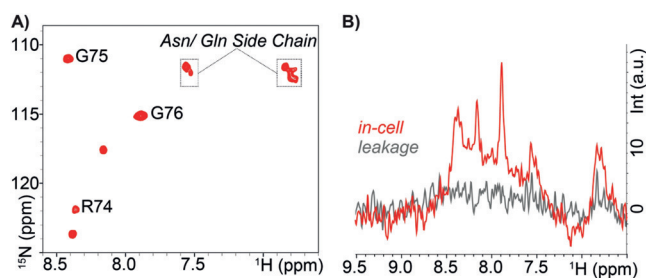 A)
Asn/ Gln Side Chain
G75
G76
R74
110
115
120
¹⁵N (ppm)
8.5 8.0 7.5 ¹H (ppm)
B)
in-cell
leakage
Int (a.u.)
10
0
9.5 9.0 8.5 8.0 7.5 ¹H (ppm)